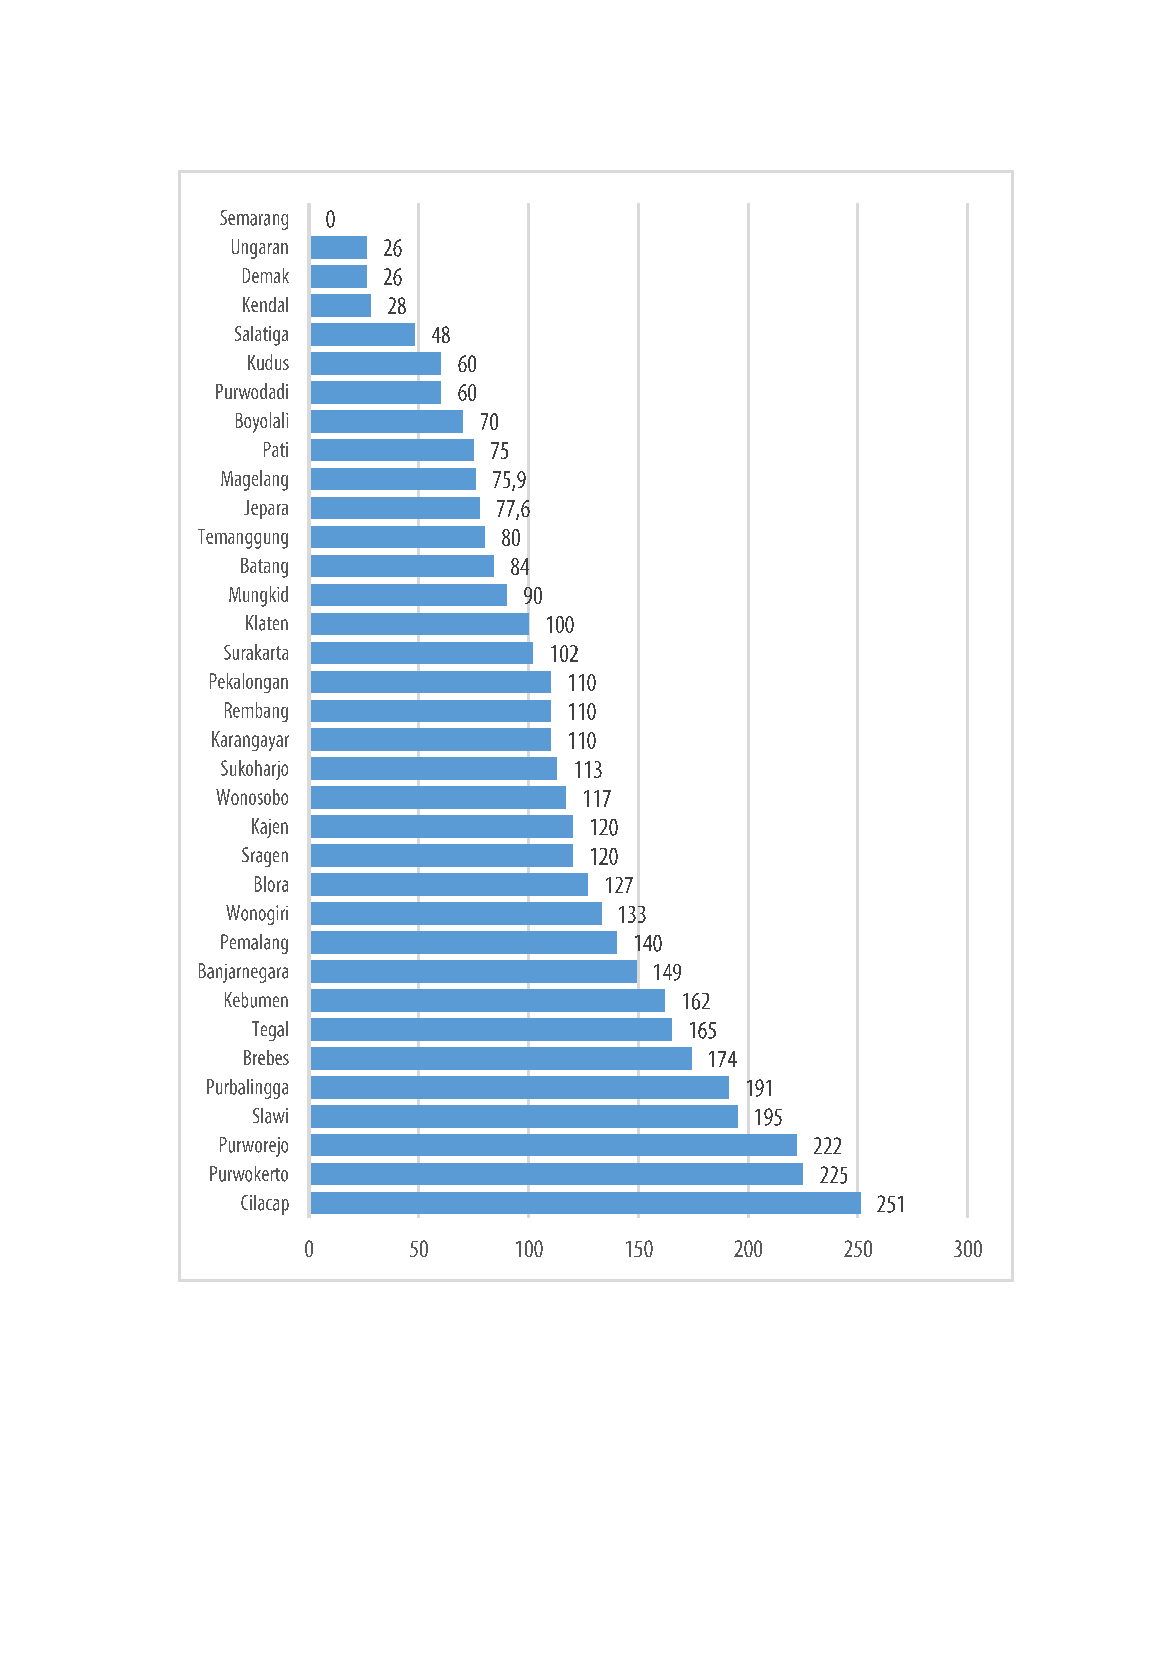 Semarang 0
Ungaran 26
Demak 26
Kendal 28
Salatiga 48
Kudus 60
Purwodadi 60
Boyolali 70
Pati 75
Magelang 75,9
Jepara 77,6
Temanggung 80
Batang 84
Mungkid 90
Klaten 100
Surakarta 102
Pekalongan 110
Rembang 110
Karangayar 110
Sukoharjo 113
Wonosobo 117
Kajen 120
Sragen 120
Blora 127
Wonogiri 133
Pemalang 140
Banjarnegara 149
Kebumen 162
Tegal 165
Brebes 174
Purbalingga 191
Slawi 195
Purworejo 222
Purwokerto 225
Cilacap 251
0 50 100 150 200 250 300